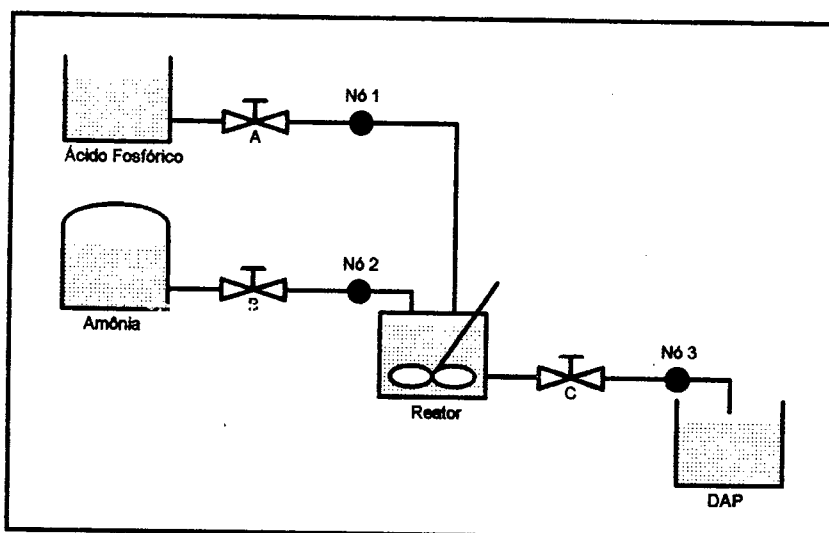 Nó 1
A
Ácido Fosfórico
Nó 2
B
Amônia
Nó 3
C
Reator
DAP